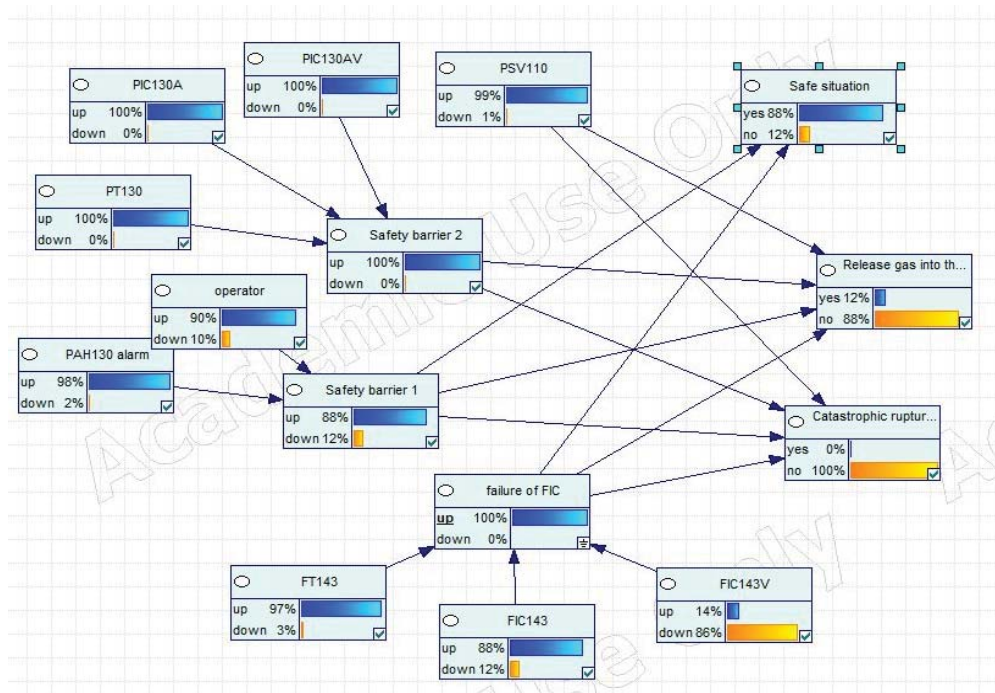 PIC130A
up 100%
down 0%
PIC130AV
up 100%
down 0%
PSV110
up 99%
down 1%
Safe situation
yes 88%
no 12%
PT130
up 100%
down 0%
Safety barrier 2
up 100%
down 0%
Release gas into th...
yes 12%
no 88%
operator
up 90%
down 10%
PAH130 alarm
up 98%
down 2%
Safety barrier 1
up 88%
down 12%
Catastrophic ruptur...
yes 0%
no 100%
failure of FIC
up 100%
down 0%
FT143
up 97%
down 3%
FIC143
up 88%
down 12%
FIC143V
up 14%
down 86%
Academic Use Only